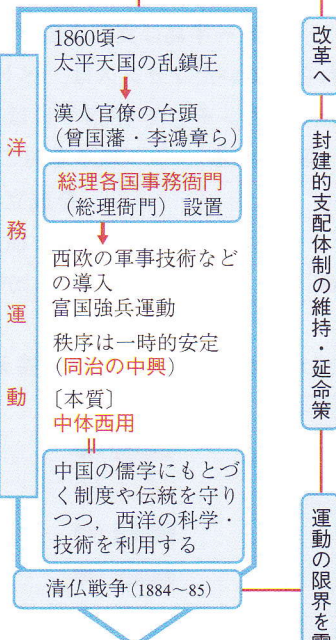 洋務運動
1860頃～
太平天国の乱鎮圧
漢人官僚の台頭
（曾国藩・李鴻章ら）
総理各国事務衙門
（総理衙門） 設置
西欧の軍事技術など
の導入
富国強兵運動
秩序は一時的安定
（同治の中興）
〔本質〕
中体西用
＝
中国の儒学にもとづ
く制度や伝統を守り
つつ，西洋の科学・
技術を利用する
清仏戦争(1884～85)
改革へ
封建的支配体制の維持・延命策
運動の限界を